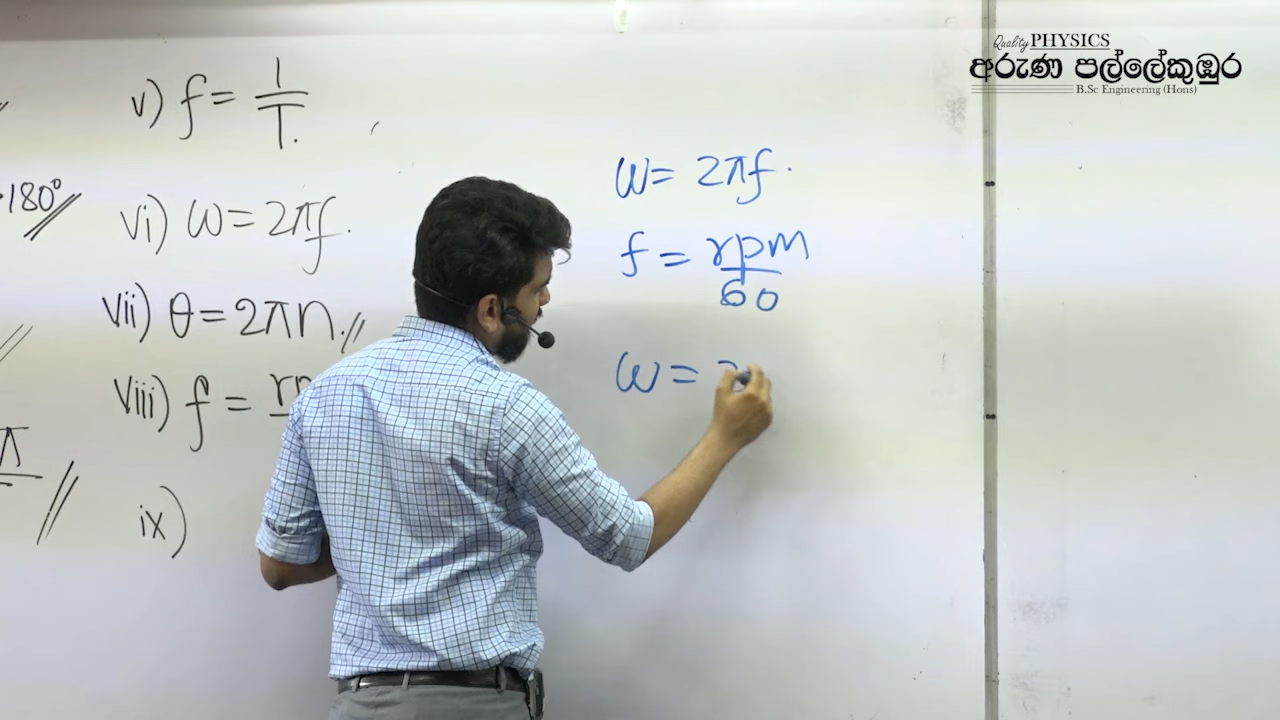 Quality PHYSICS
අරුණ පල්ලේකුඹුර
B.Sc Engineering (Hons)
180°
v) f = 1/T.
vi) ω = 2πf.
vii) θ = 2πn.
viii) f =
ix)
π
ω = 2πf.
f = rpm/60
ω =